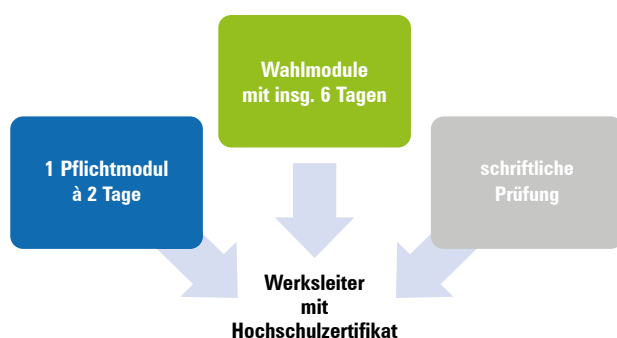 Wahlmodule
mit insg. 6 Tagen
1 Pflichtmodul
à 2 Tage
schriftliche
Prüfung
Werksleiter
mit
Hochschulzertifikat